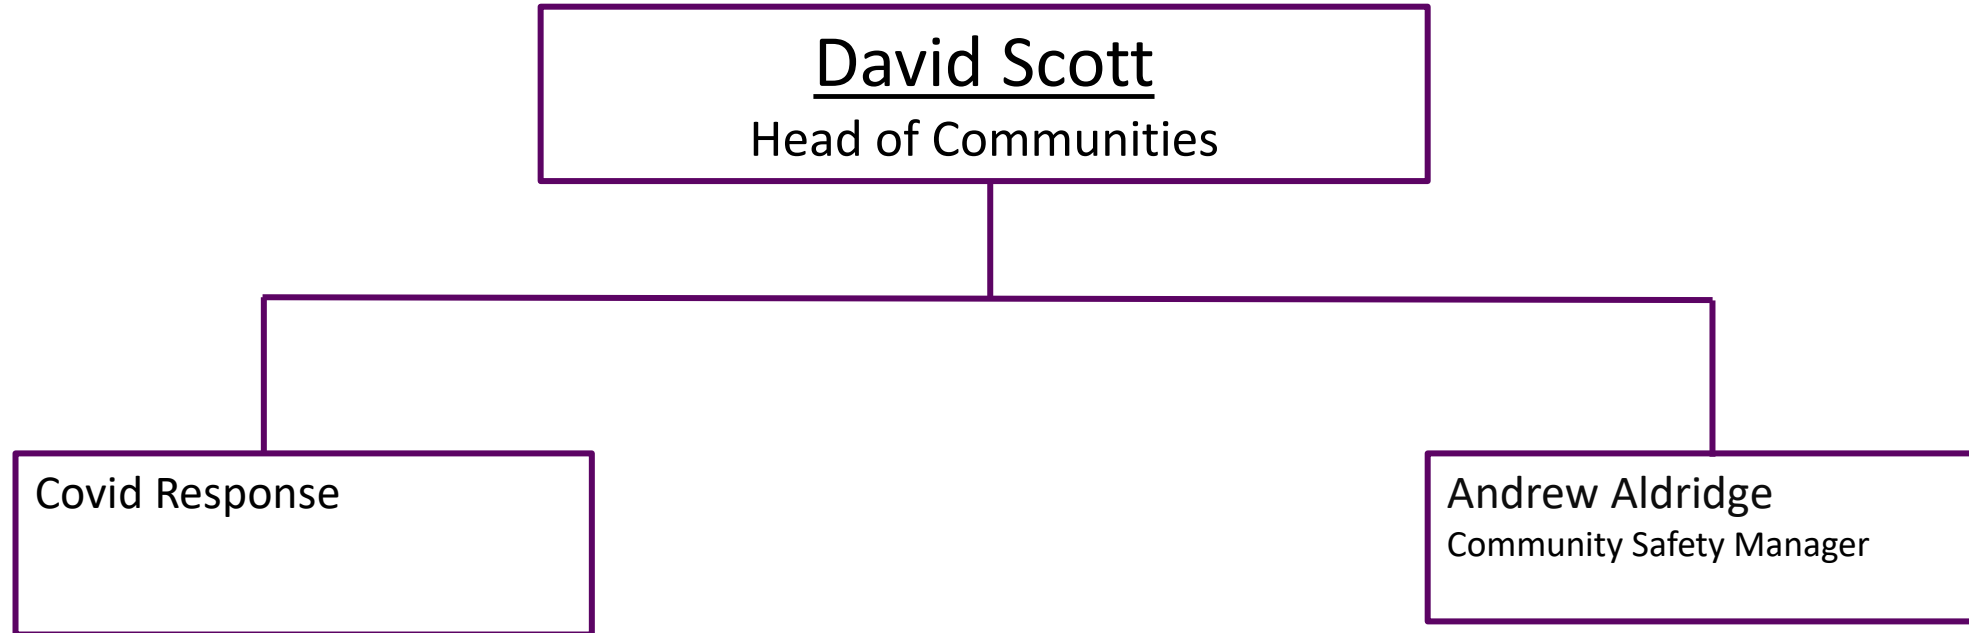 David Scott
Head of Communities
Covid Response
Andrew Aldridge
Community Safety Manager